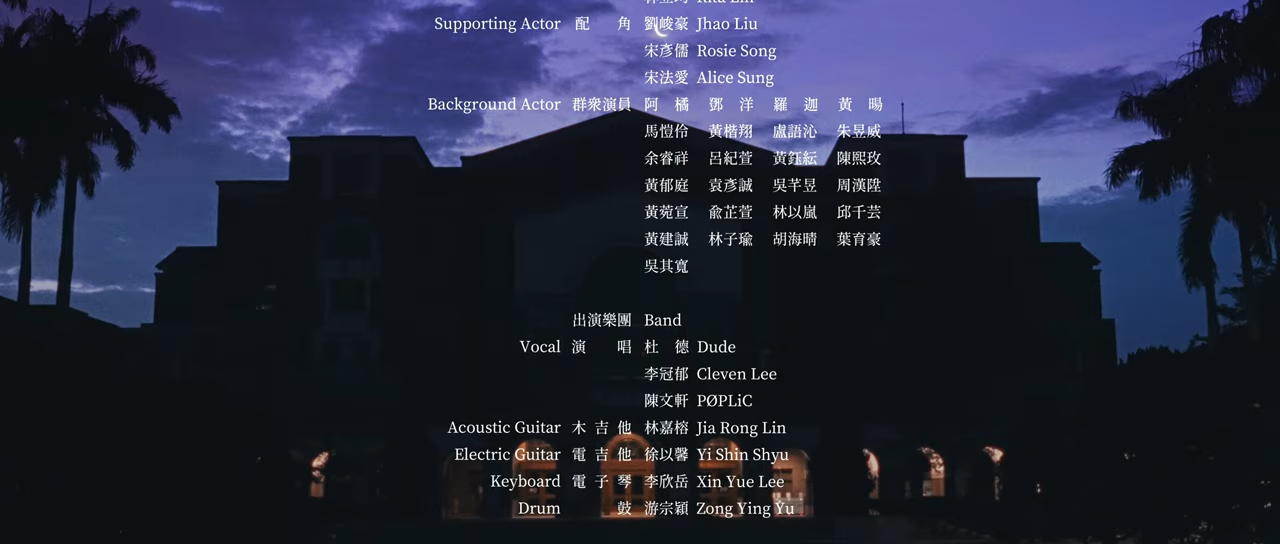 Supporting Actor 配 角 劉峻豪 Jhao Liu
宋彥儒 Rosie Song
宋法愛 Alice Sung
Background Actor 群衆演員 阿 橘 鄧 洋 羅 迦 黃 暘
馬愷伶 黃楷翔 盧語沁 朱昱威
余睿祥 呂紀萱 黃鈺紜 陳熙玫
黃郁庭 袁彥誠 吳芊昱 周漢陞
黃菀宣 俞芷萱 林以嵐 邱千芸
黃建誠 林子瑜 胡海晴 葉育豪
吳其寬
出演樂團 Band
Vocal 演 唱 杜 德 Dude
李冠郁 Cleven Lee
陳文軒 PØPLiC
Acoustic Guitar 木 吉 他 林嘉榕 Jia Rong Lin
Electric Guitar 電 吉 他 徐以馨 Yi Shin Shyu
Keyboard 電 子 琴 李欣岳 Xin Yue Lee
Drum 鼓 游宗穎 Zong Ying Yu